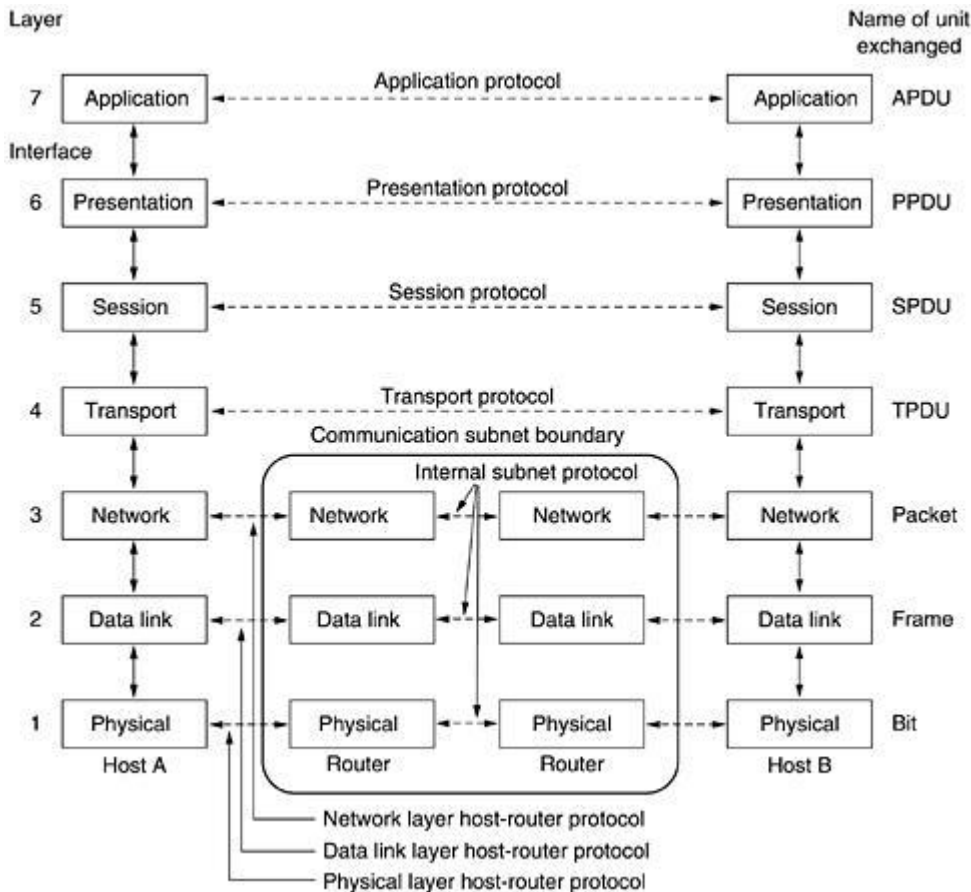 Layer
Name of unit
exchanged
7
Application
Application protocol
Application
APDU
Interface
6
Presentation
Presentation protocol
Presentation
PPDU
5
Session
Session protocol
Session
SPDU
4
Transport
Transport protocol
Transport
TPDU
Communication subnet boundary
Internal subnet protocol
3
Network
Network
Network
Network
Packet
2
Data link
Data link
Data link
Data link
Frame
1
Physical
Physical
Physical
Physical
Bit
Host A
Router
Router
Host B
Network layer host-router protocol
Data link layer host-router protocol
Physical layer host-router protocol